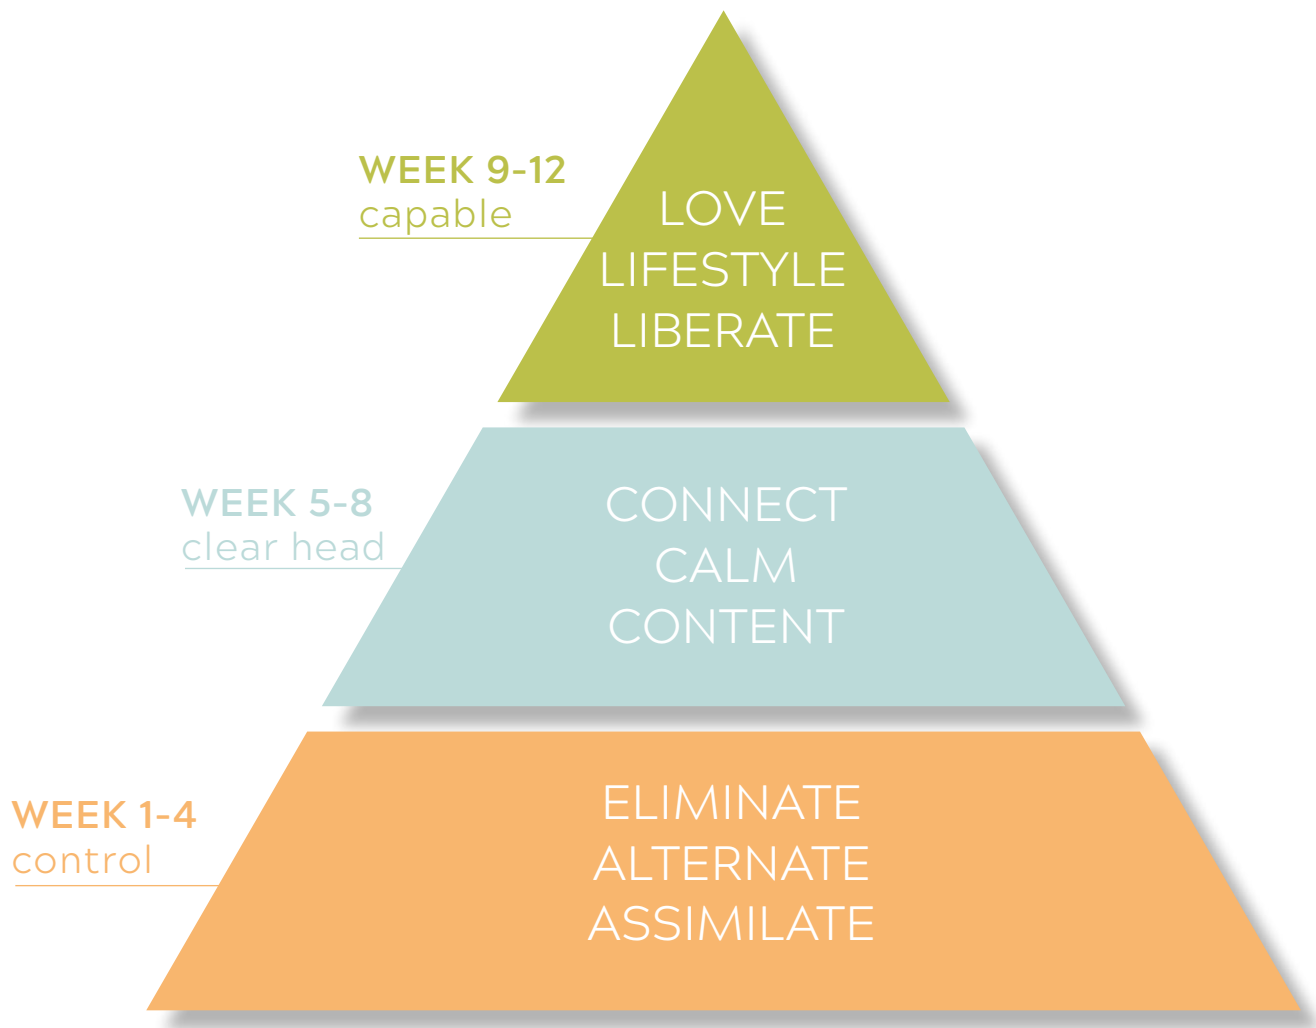 WEEK 9-12
capable
LOVE
LIFESTYLE
LIBERATE
WEEK 5-8
clear head
CONNECT
CALM
CONTENT
WEEK 1-4
control
ELIMINATE
ALTERNATE
ASSIMILATE